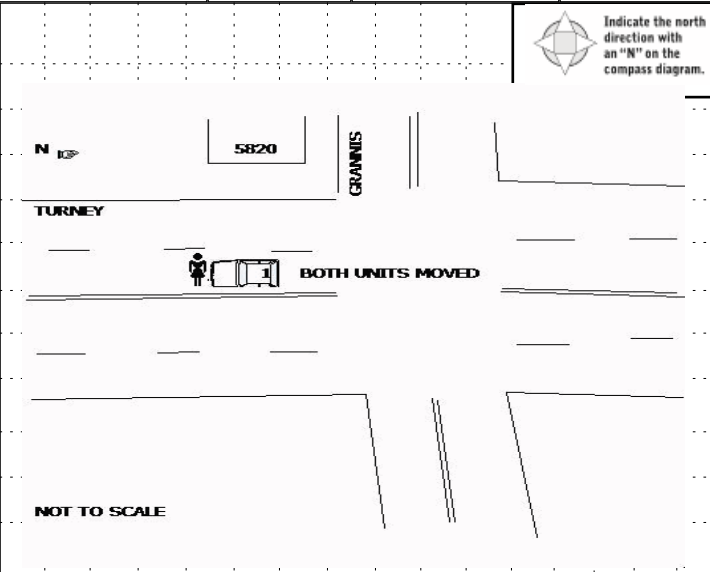 Indicate the north
direction with
an "N" on the
compass diagram.
N
5820
GRANNIS
TURNEY
1
BOTH UNITS MOVED
NOT TO SCALE